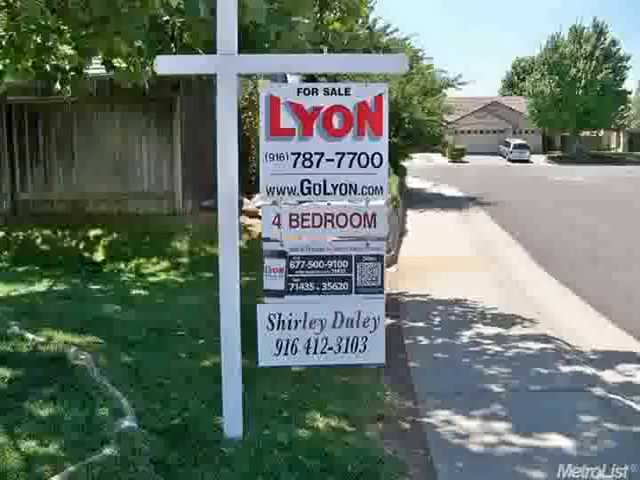 FOR SALE
LYON
(916) 787-7700
www.GoLyon.com
4 BEDROOM
LYON
877-500-9100
71435 35620
Shirley Daley
916 412-3103
MetroList®